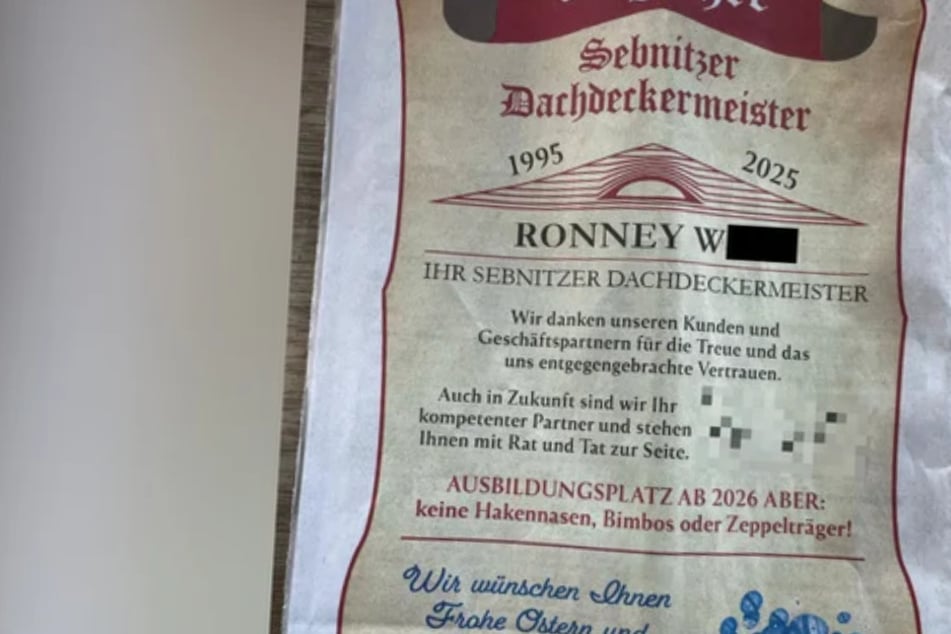 Sebnitzer
Dachdeckermeister
1995 2025
RONNEY W
IHR SEBNITZER DACHDECKERMEISTER
Wir danken unseren Kunden und
Geschäftspartnern für die Treue und das
uns entgegengebrachte Vertrauen.
Auch in Zukunft sind wir Ihr
kompetenter Partner und stehen
Ihnen mit Rat und Tat zur Seite.
AUSBILDUNGSPLATZ AB 2026 ABER:
keine Hakennasen, Bimbos oder Zeppelträger!
Wir wünschen Ihnen
Frohe Ostern und